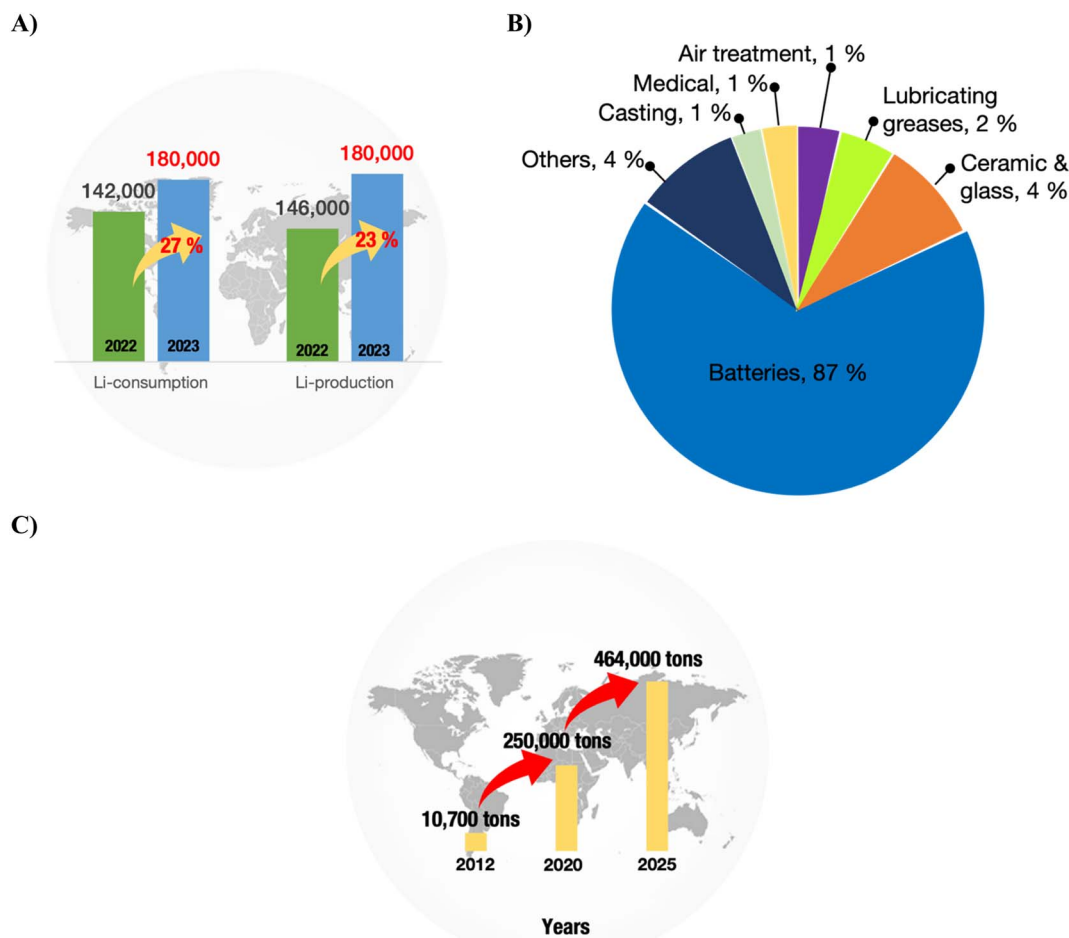 A)
180,000
142,000
27 %
2022
2023
Li-consumption
180,000
146,000
23 %
2022
2023
Li-production
B)
Air treatment, 1 %
Medical, 1 %
Casting, 1 %
Others, 4 %
Lubricating
greases, 2 %
Ceramic &
glass, 4 %
Batteries, 87 %
C)
464,000 tons
250,000 tons
10,700 tons
2012
2020
2025
Years